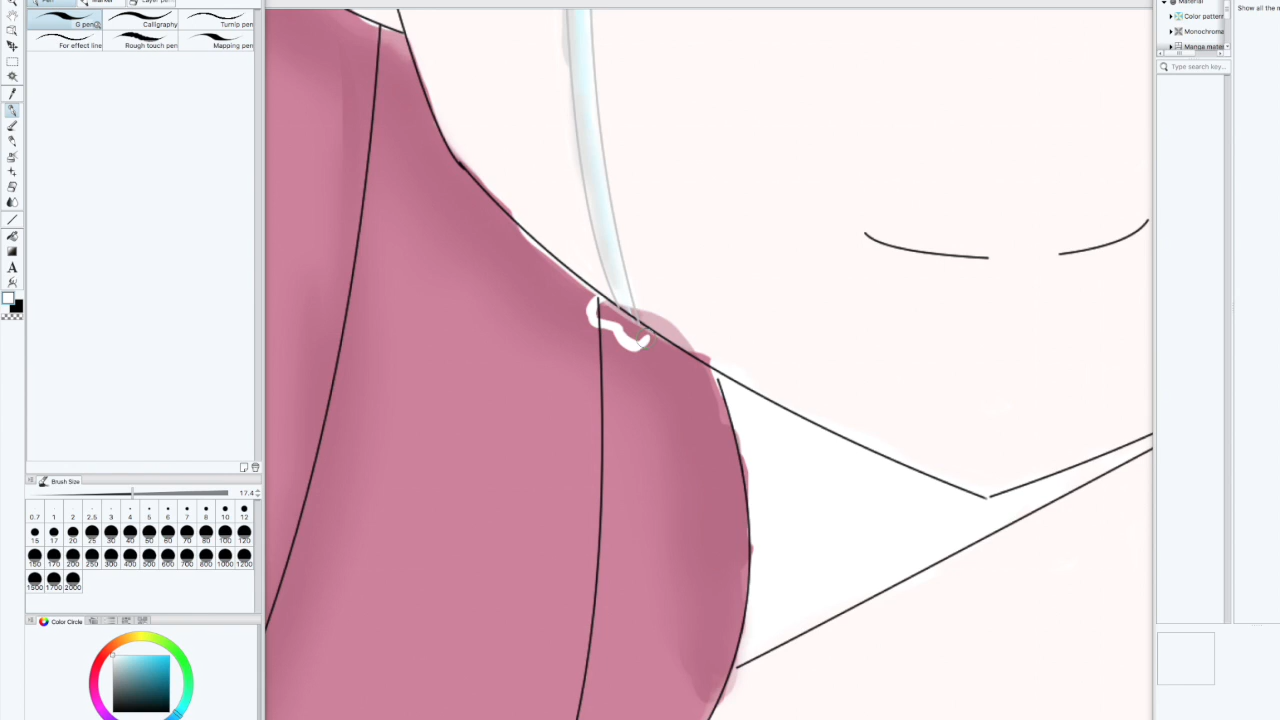 Pen
Marker
Layer pen
G pen
Calligraphy
Turnip pen
For effect line
Rough touch pen
Mapping pen
Brush Size
17.4
0.7 1 2 2.5 3 4 5 6 7 8 10 12
15 17 20 25 30 40 50 60 70 80 100 120
150 170 200 250 300 400 500 600 700 800 1000 1200
1500 1700 2000
Color Circle
Material
Color pattern
Monochroma
Manga mate
Type search key...
Show all the
A